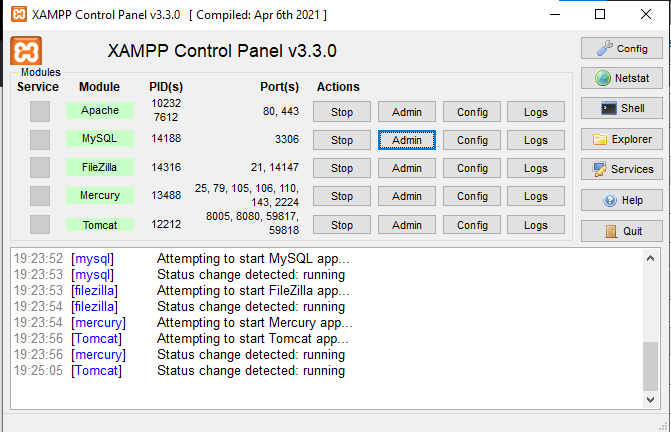 XAMPP Control Panel v3.3.0 [ Compiled: Apr 6th 2021 ]
XAMPP Control Panel v3.3.0
Config
Modules
Service Module PID(s) Port(s) Actions
Netstat
Apache 10232 7612 80, 443 Stop Admin Config Logs
Shell
MySQL 14188 3306 Stop Admin Config Logs
Explorer
FileZilla 14316 21, 14147 Stop Admin Config Logs
Services
Mercury 13488 25, 79, 105, 106, 110, 143, 2224 Stop Admin Config Logs
Help
Tomcat 12212 8005, 8080, 59817, 59818 Stop Admin Config Logs
Quit
19:23:52 [mysql] Attempting to start MySQL app...
19:23:53 [mysql] Status change detected: running
19:23:53 [filezilla] Attempting to start FileZilla app...
19:23:54 [filezilla] Status change detected: running
19:23:54 [mercury] Attempting to start Mercury app...
19:23:56 [Tomcat] Attempting to start Tomcat app...
19:23:56 [mercury] Status change detected: running
19:25:05 [Tomcat] Status change detected: running